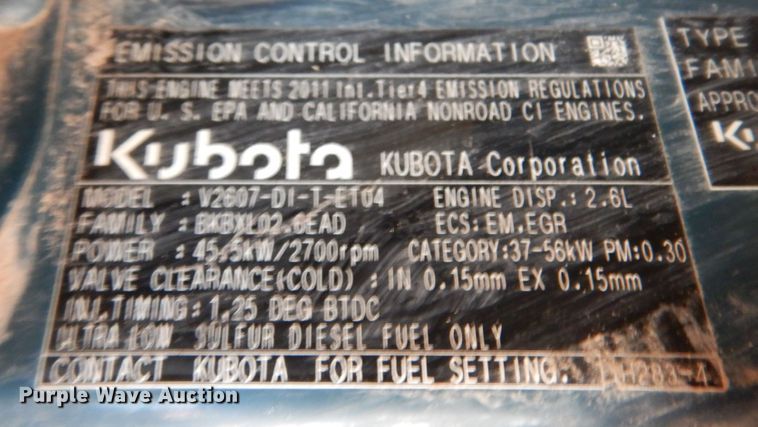 EMISSION CONTROL INFORMATION
THIS ENGINE MEETS 2011 Int.Tier4 EMISSION REGULATIONS
FOR U. S. EPA AND CALIFORNIA NONROAD CI ENGINES.
Kubota KUBOTA Corporation
MODEL : V2607-DI-T-ET04 ENGINE DISP.: 2.6L
FAMILY : BKBXL02.6EAD ECS: EM,EGR
POWER : 45.5kW/2700rpm CATEGORY:37-56kW PM:0.30
VALVE CLEARANCE(COLD) : IN 0.15mm EX 0.15mm
INJ.TIMING: 1.25 DEG BTDC
ULTRA LOW SULFUR DIESEL FUEL ONLY
CONTACT KUBOTA FOR FUEL SETTING.
TYPE
FAMI
APPRO
Ku
Purple Wave Auction